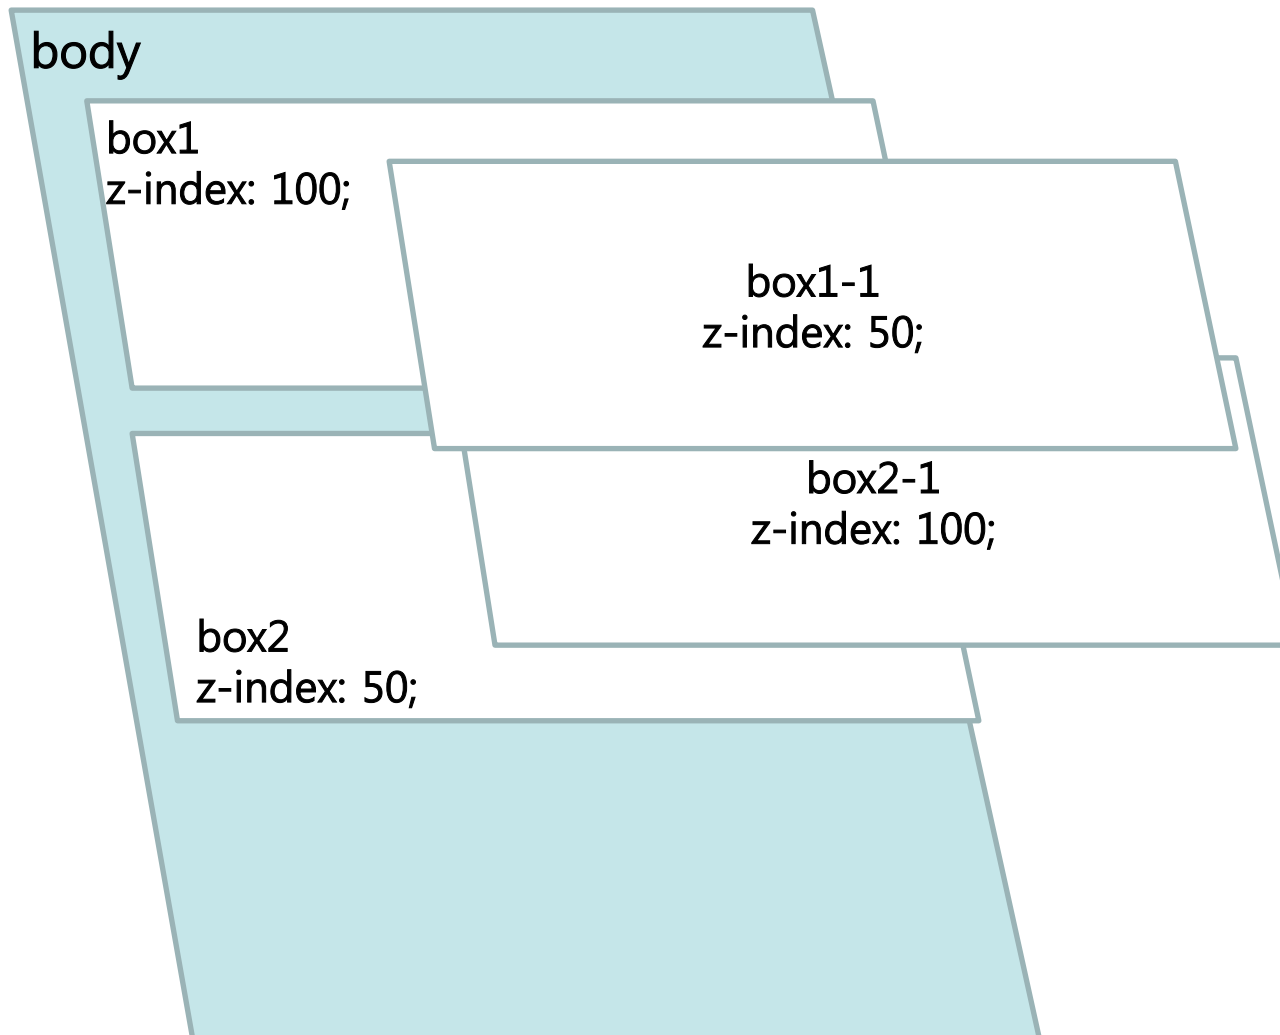 body
box1
z-index: 100;
box1-1
z-index: 50;
box2-1
z-index: 100;
box2
z-index: 50;